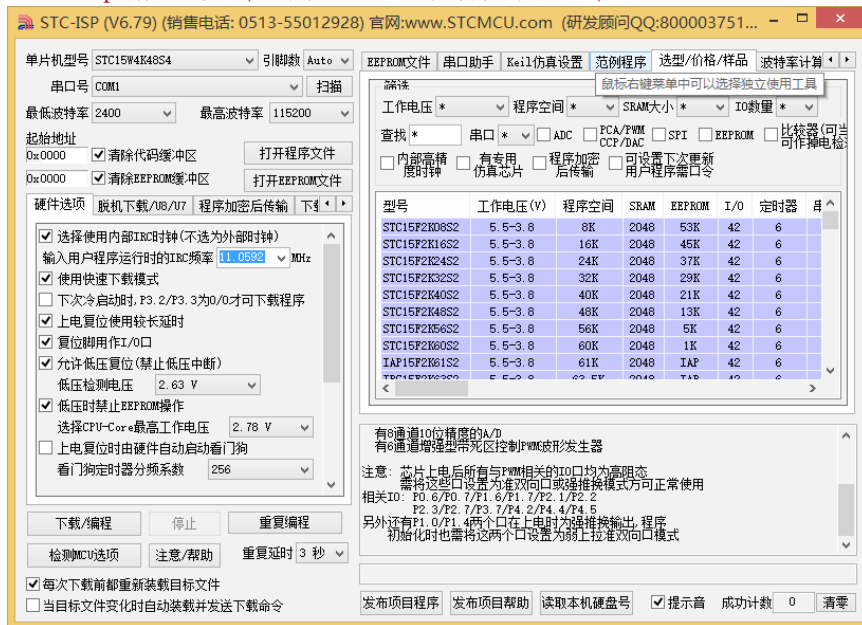 STC-ISP (V6.79) (销售电话: 0513-55012928) 官网:www.STCMCU.com (研发顾问QQ:800003751...
单片机型号 STC15W4K48S4 引脚数 Auto
串口号 COM1 扫描
最低波特率 2400 最高波特率 115200
起始地址
0x0000 清除代码缓冲区 打开程序文件
0x0000 清除EEPROM缓冲区 打开EEPROM文件
硬件选项 脱机下载/U8/U7 程序加密后传输
选择使用内部IRC时钟(不选为外部时钟)
输入用户程序运行时的IRC频率 11.0592 MHz
使用快速下载模式
下次冷启动时,P3.2/P3.3为0/0才可下载程序
上电复位使用较长延时
复位脚用作I/O口
允许低压复位(禁止低压中断)
低压检测电压 2.63 V
低压时禁止EEPROM操作
选择CPU-Core最高工作电压 2.78 V
上电复位时由硬件自动启动看门狗
看门狗定时器分频系数 256
下载/编程 停止 重复编程
检测MCU选项 注意/帮助 重复延时 3 秒
每次下载前都重新装载目标文件
当目标文件变化时自动装载并发送下载命令
EEPROM文件 串口助手 Keil仿真设置 范例程序 选型/价格/样品 波特率计算
鼠标右键菜单中可以选择独立使用工具
筛选
工作电压 * 程序空间 * SRAM大小 * IO数量 *
查找 * 串口 * ADC PCA/PWM CCP/DAC SPI EEPROM 比较器(可当可作掉电检
内部高精度时钟 有专用仿真芯片 程序加密后传输 可设置下次更新用户程序需口令
型号 工作电压(V) 程序空间 SRAM EEPROM I/O 定时器
STC15F2K08S2 5.5-3.8 8K 2048 53K 42 6
STC15F2K16S2 5.5-3.8 16K 2048 45K 42 6
STC15F2K24S2 5.5-3.8 24K 2048 37K 42 6
STC15F2K32S2 5.5-3.8 32K 2048 29K 42 6
STC15F2K40S2 5.5-3.8 40K 2048 21K 42 6
STC15F2K48S2 5.5-3.8 48K 2048 13K 42 6
STC15F2K56S2 5.5-3.8 56K 2048 5K 42 6
STC15F2K60S2 5.5-3.8 60K 2048 1K 42 6
IAP15F2K61S2 5.5-3.8 61K 2048 IAP 42 6
有8通道10位精度的A/D
有6通道增强型带死区控制PWM波形发生器
注意: 芯片上电后所有与PWM相关的IO口均为高阻态
需将这些口设置为准双向口或强推挽模式方可正常使用
相关IO: P0.6/P0.7/P1.6/P1.7/P2.1/P2.2
P2.3/P2.7/P3.7/P4.2/P4.4/P4.5
另外还有P1.0/P1.4两个口在上电时为强推挽输出,程序
初始化时也需将这两个口设置为弱上拉准双向口模式
发布项目程序 发布项目帮助 读取本机硬盘号 提示音 成功计数 0 清零